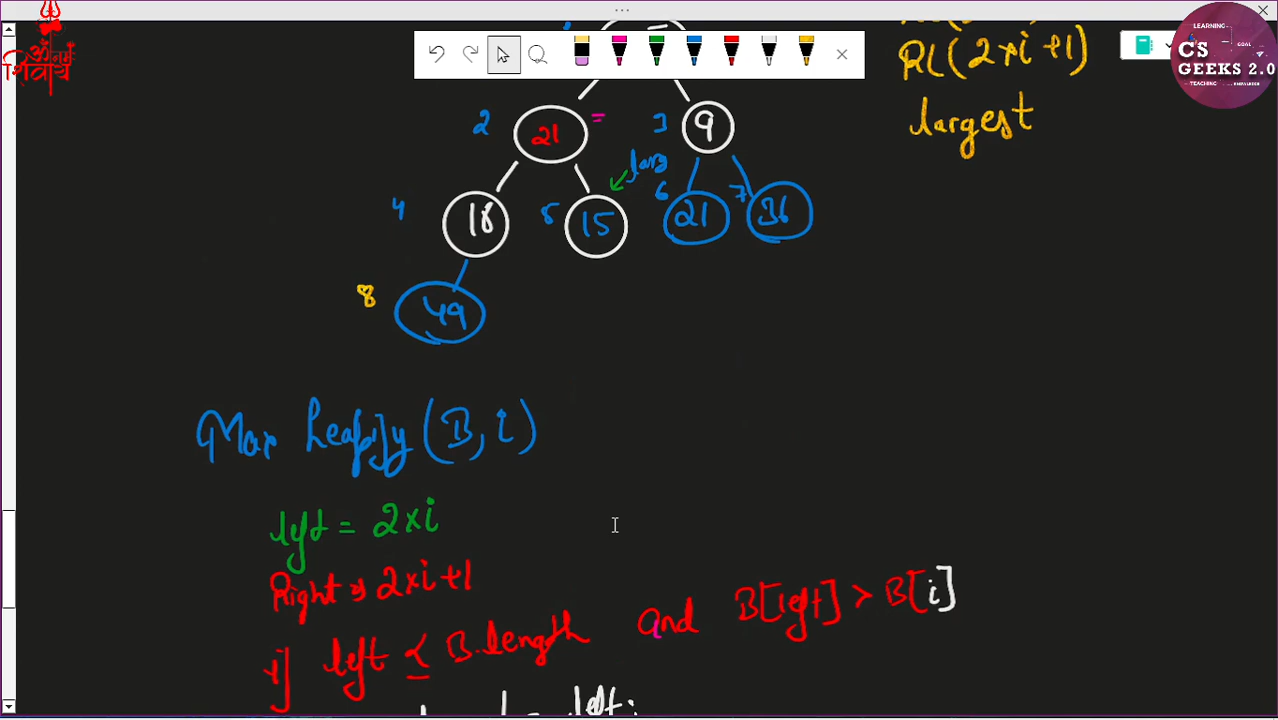 ॐ नमः
शिवाय
RL(2*i+1)
largest
LEARNING
GOAL
CS
GEEKS 2.0
TEACHING
2
21
=
3
9
larg
4
18
5
15
6
21
7
36
8
49
Max heapify(B, i)
left = 2*i
Right => 2*i+1
if left ≤ B.length and B[left] > B[i]
= left;